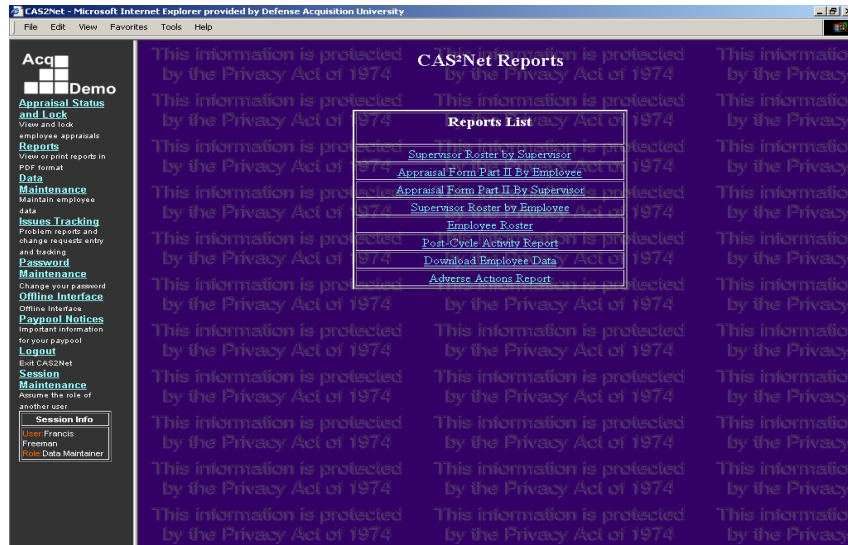 CAS2Net - Microsoft Internet Explorer provided by Defense Acquisition University
File Edit View Favorites Tools Help
Acq
Demo
Appraisal Status
and Lock
View and lock
employee appraisals
Reports
View or print reports in
PDF format
Data
Maintenance
Maintain employee
data
Issues Tracking
Problem reports and
change requests entry
and tracking
Password
Maintenance
Change your password
Offline Interface
Offline Interface
Paypool Notices
Important information
for your paypool
Logout
Exit CAS2Net
Session
Maintenance
Assume the role of
another user
Session Info
User:Francis
Freeman
Role:Data Maintainer
CAS²Net Reports
Reports List
Supervisor Roster by Supervisor
Appraisal Form Part II By Employee
Appraisal Form Part II By Supervisor
Supervisor Roster by Employee
Employee Roster
Post-Cycle Activity Report
Download Employee Data
Adverse Actions Report
This information is protected
by the Privacy Act of 1974